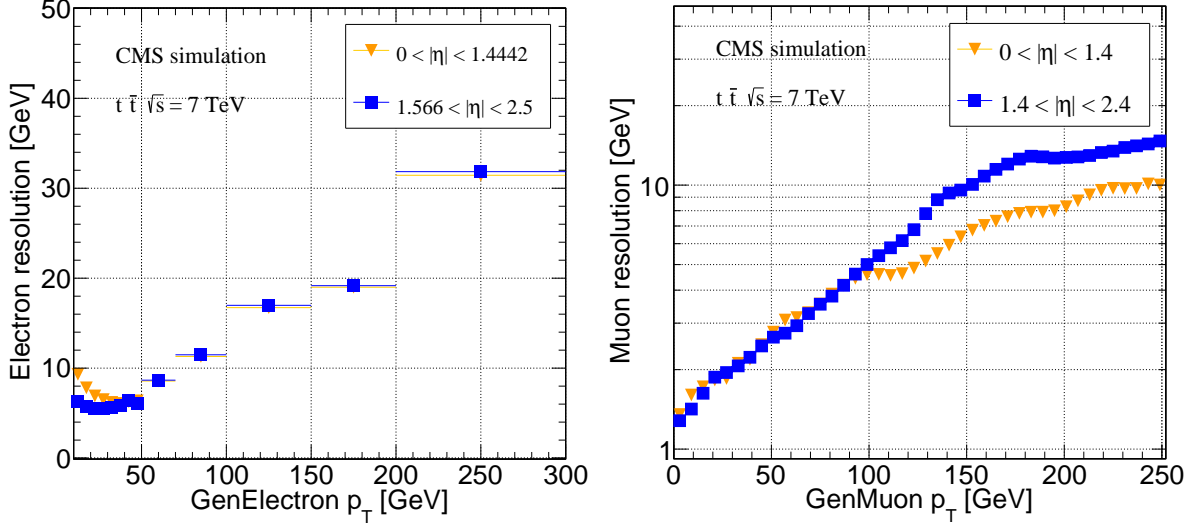 50
40
30
20
10
0
Electron resolution [GeV]
CMS simulation
t t̄ √s = 7 TeV
0 < |η| < 1.4442
1.566 < |η| < 2.5
50 100 150 200 250 300
GenElectron p_T [GeV]
10
1
Muon resolution [GeV]
CMS simulation
t t̄ √s = 7 TeV
0 < |η| < 1.4
1.4 < |η| < 2.4
0 50 100 150 200 250
GenMuon p_T [GeV]